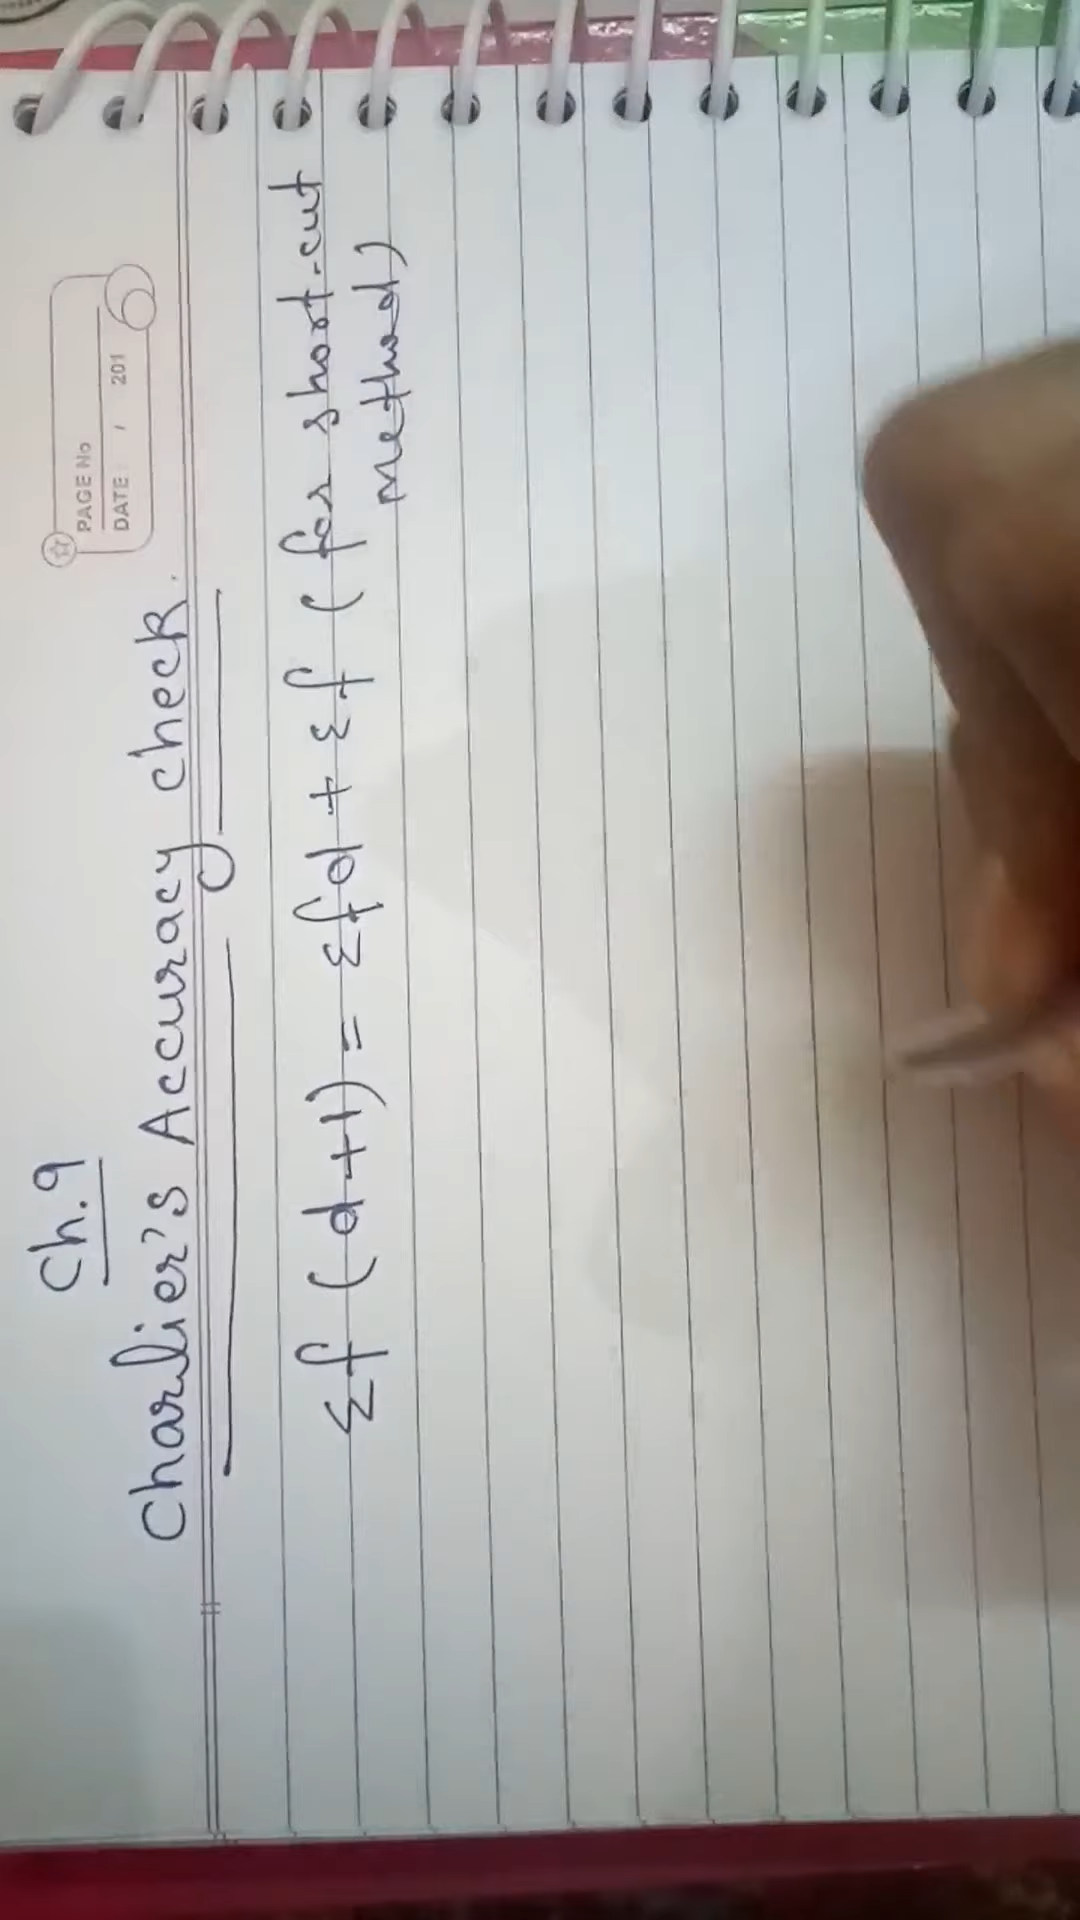 Ch.9
PAGE No
DATE / 201
Charlier's Accuracy check.
Σf (d+1) = Σfd + Σf ( for short-cut
method)